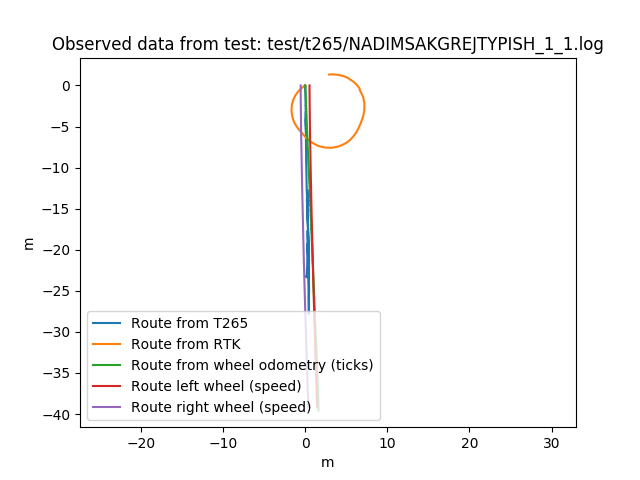 Observed data from test: test/t265/NADIMSAKGREJTYPISH_1_1.log
0
−5
−10
−15
−20
−25
−30
−35
−40
m
Route from T265
Route from RTK
Route from wheel odometry (ticks)
Route left wheel (speed)
Route right wheel (speed)
−20
−10
0
10
20
30
m